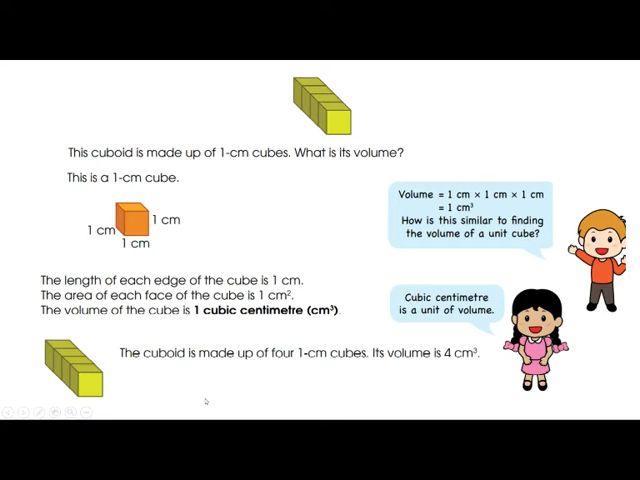 This cuboid is made up of 1-cm cubes. What is its volume?
This is a 1-cm cube.
1 cm
1 cm
1 cm
Volume = 1 cm × 1 cm × 1 cm
= 1 cm³
How is this similar to finding
the volume of a unit cube?
The length of each edge of the cube is 1 cm.
The area of each face of the cube is 1 cm².
The volume of the cube is 1 cubic centimetre (cm³).
Cubic centimetre
is a unit of volume.
The cuboid is made up of four 1-cm cubes. Its volume is 4 cm³.